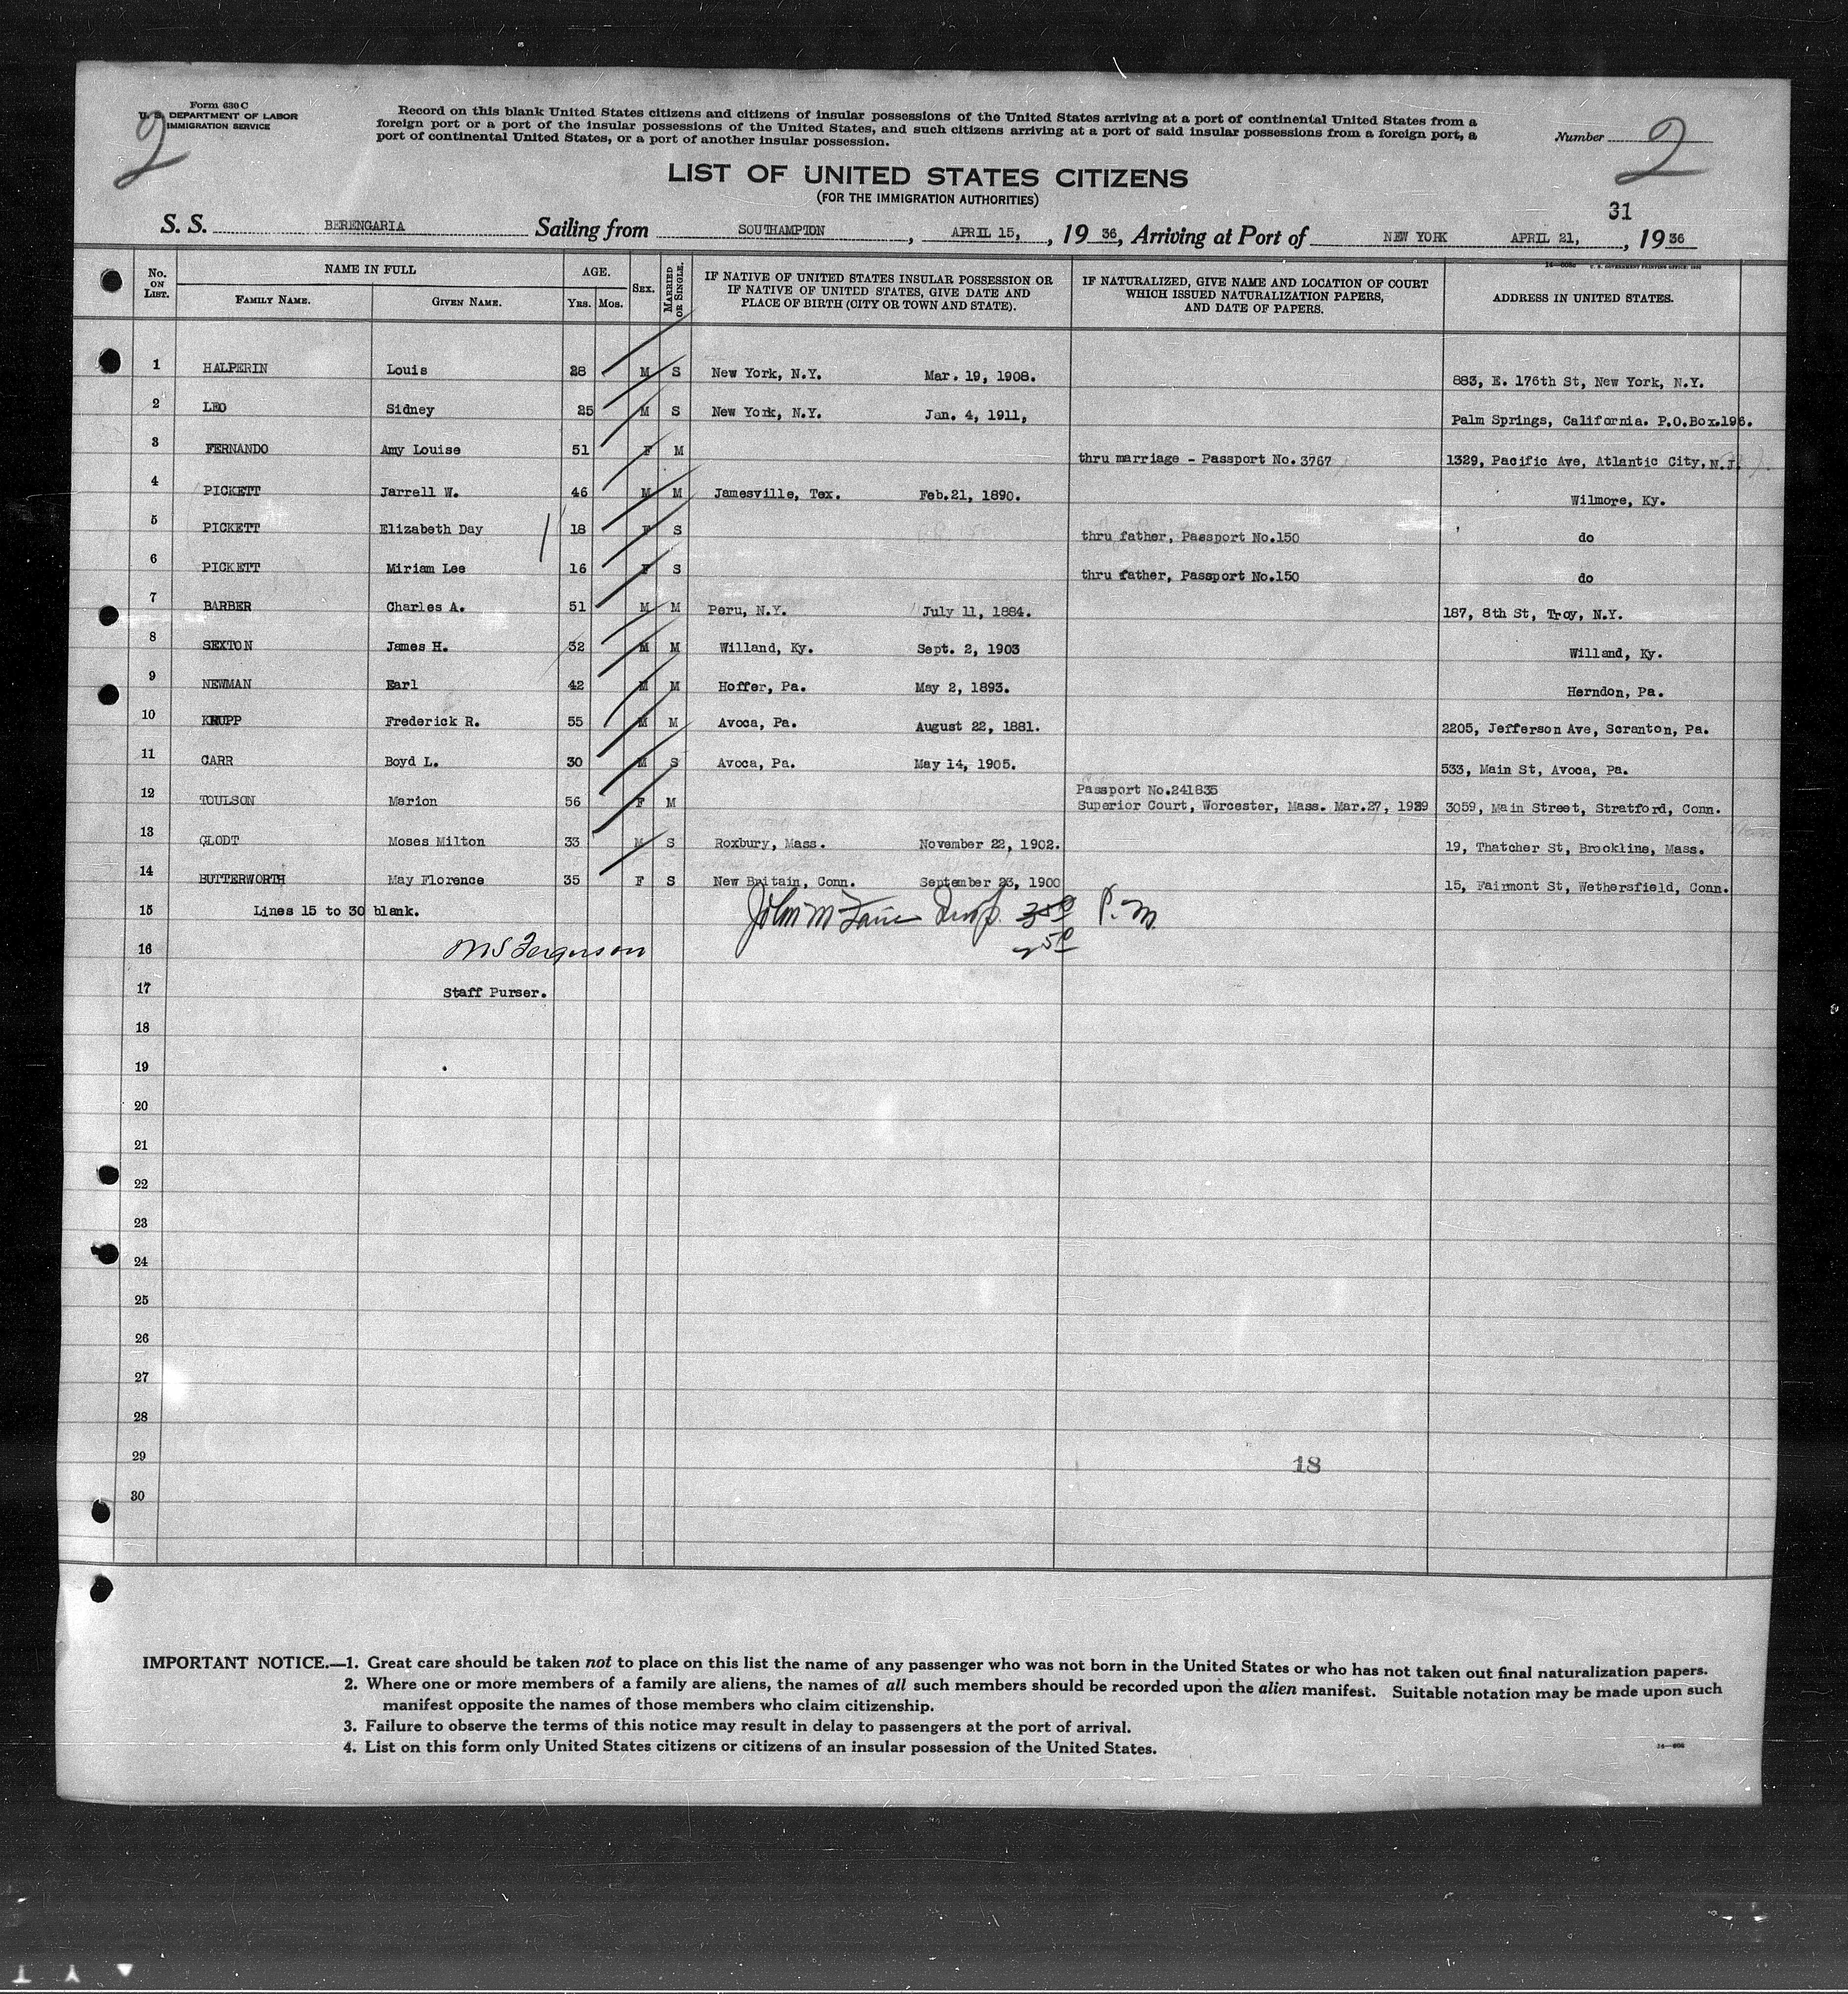 Form 630 C
U. S. DEPARTMENT OF LABOR
IMMIGRATION SERVICE
2
Record on this blank United States citizens and citizens of insular possessions of the United States arriving at a port of continental United States from a
foreign port or a port of the insular possessions of the United States, and such citizens arriving at a port of said insular possessions from a foreign port, a
port of continental United States, or a port of another insular possession.
Number 2
LIST OF UNITED STATES CITIZENS
(FOR THE IMMIGRATION AUTHORITIES)
31
S. S. BERENGARIA Sailing from SOUTHAMPTON, APRIL 15, , 19 36, Arriving at Port of NEW YORK APRIL 21, , 19 36
No. ON LIST. NAME IN FULL FAMILY NAME. GIVEN NAME. AGE. YRS. MOS. SEX. MARRIED OR SINGLE. IF NATIVE OF UNITED STATES INSULAR POSSESSION OR IF NATIVE OF UNITED STATES, GIVE DATE AND PLACE OF BIRTH (CITY OR TOWN AND STATE). IF NATURALIZED, GIVE NAME AND LOCATION OF COURT WHICH ISSUED NATURALIZATION PAPERS, AND DATE OF PAPERS. ADDRESS IN UNITED STATES.
1 HALPERIN Louis 28 M S New York, N.Y. Mar. 19, 1908. 883, E. 176th St, New York, N.Y.
2 LEO Sidney 25 M S New York, N.Y. Jan. 4, 1911, Palm Springs, California. P.O.Box.196.
3 FERNANDO Amy Louise 51 F M thru marriage - Passport No. 3767 1329, Pacific Ave, Atlantic City, N.J.
4 PICKETT Jarrell W. 46 M M Jamesville, Tex. Feb.21, 1890. Wilmore, Ky.
5 PICKETT Elizabeth Day 18 F S thru father, Passport No.150 do
6 PICKETT Miriam Lee 16 F S thru father, Passport No.150 do
7 BARBER Charles A. 51 M M Peru, N.Y. July 11, 1884. 187, 8th St, Troy, N.Y.
8 SEXTON James H. 32 M M Willand, Ky. Sept. 2, 1903 Willand, Ky.
9 NEWMAN Earl 42 M M Hoffer, Pa. May 2, 1893. Herndon, Pa.
10 KRUPP Frederick R. 55 M M Avoca, Pa. August 22, 1881. 2205, Jefferson Ave, Scranton, Pa.
11 CARR Boyd L. 30 M S Avoca, Pa. May 14, 1905. 533, Main St, Avoca, Pa.
12 TOULSON Marion 56 F M Passport No.241835
Superior Court, Worcester, Mass. Mar.27, 1929 3059, Main Street, Stratford, Conn.
13 GLODT Moses Milton 33 M S Roxbury, Mass. November 22, 1902. 19, Thatcher St, Brookline, Mass.
14 BUTTERWORTH May Florence 35 F S New Britain, Conn. September 23, 1900 15, Fairmont St, Wethersfield, Conn.
15 Lines 15 to 30 blank. John M P. M.
16 MS Ferguson
17 Staff Purser.
18
19
20
21
22
23
24
25
26
27
28
29 18
30
IMPORTANT NOTICE.—1. Great care should be taken not to place on this list the name of any passenger who was not born in the United States or who has not taken out final naturalization papers.
2. Where one or more members of a family are aliens, the names of all such members should be recorded upon the alien manifest. Suitable notation may be made upon such
manifest opposite the names of those members who claim citizenship.
3. Failure to observe the terms of this notice may result in delay to passengers at the port of arrival.
4. List on this form only United States citizens or citizens of an insular possession of the United States.